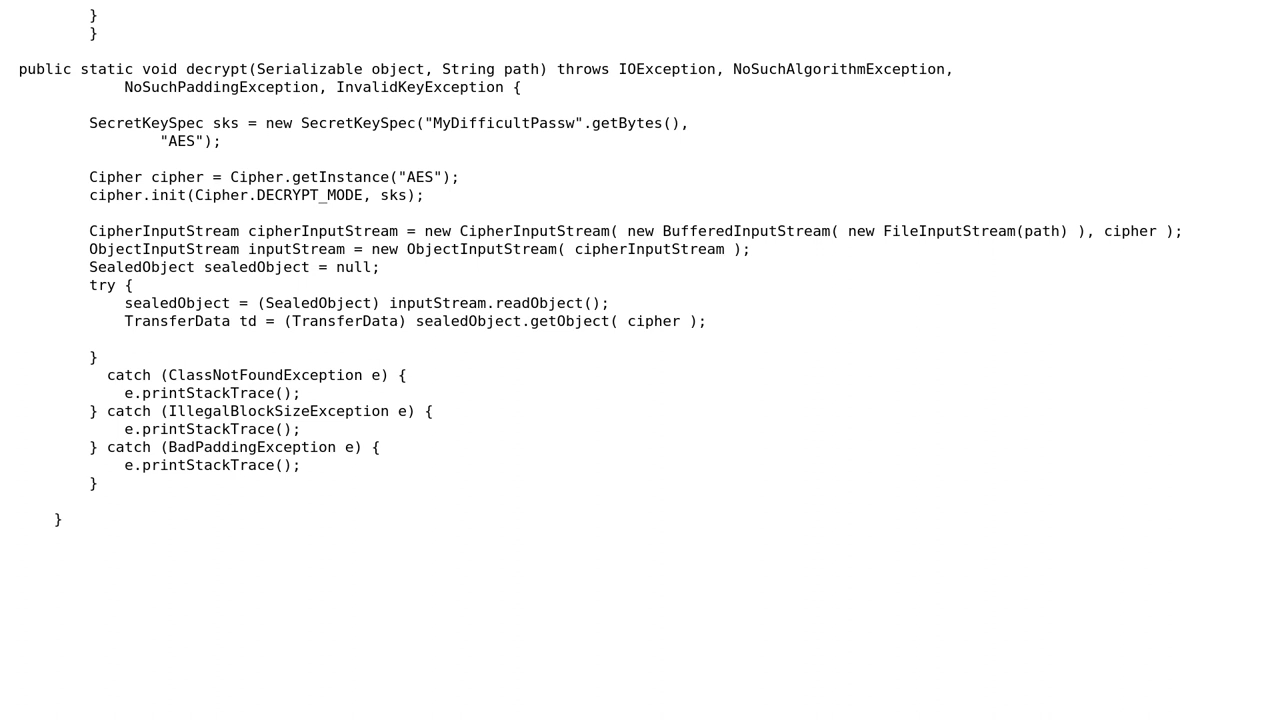 }
}
public static void decrypt(Serializable object, String path) throws IOException, NoSuchAlgorithmException,
NoSuchPaddingException, InvalidKeyException {
SecretKeySpec sks = new SecretKeySpec("MyDifficultPassw".getBytes(),
"AES");
Cipher cipher = Cipher.getInstance("AES");
cipher.init(Cipher.DECRYPT_MODE, sks);
CipherInputStream cipherInputStream = new CipherInputStream( new BufferedInputStream( new FileInputStream(path) ), cipher );
ObjectInputStream inputStream = new ObjectInputStream( cipherInputStream );
SealedObject sealedObject = null;
try {
sealedObject = (SealedObject) inputStream.readObject();
TransferData td = (TransferData) sealedObject.getObject( cipher );
}
catch (ClassNotFoundException e) {
e.printStackTrace();
} catch (IllegalBlockSizeException e) {
e.printStackTrace();
} catch (BadPaddingException e) {
e.printStackTrace();
}
}